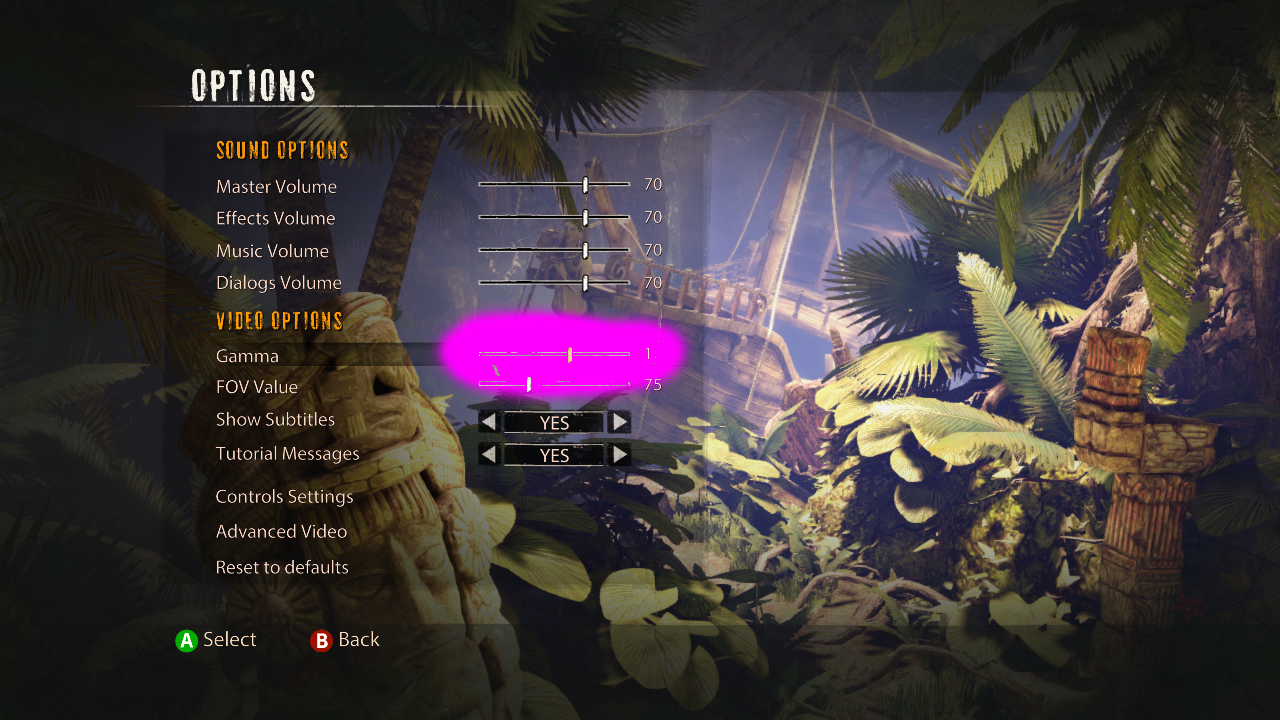 OPTIONS
SOUND OPTIONS
Master Volume 70
Effects Volume 70
Music Volume 70
Dialogs Volume 70
VIDEO OPTIONS
Gamma 1
FOV Value 75
Show Subtitles YES
Tutorial Messages YES
Controls Settings
Advanced Video
Reset to defaults
A Select B Back